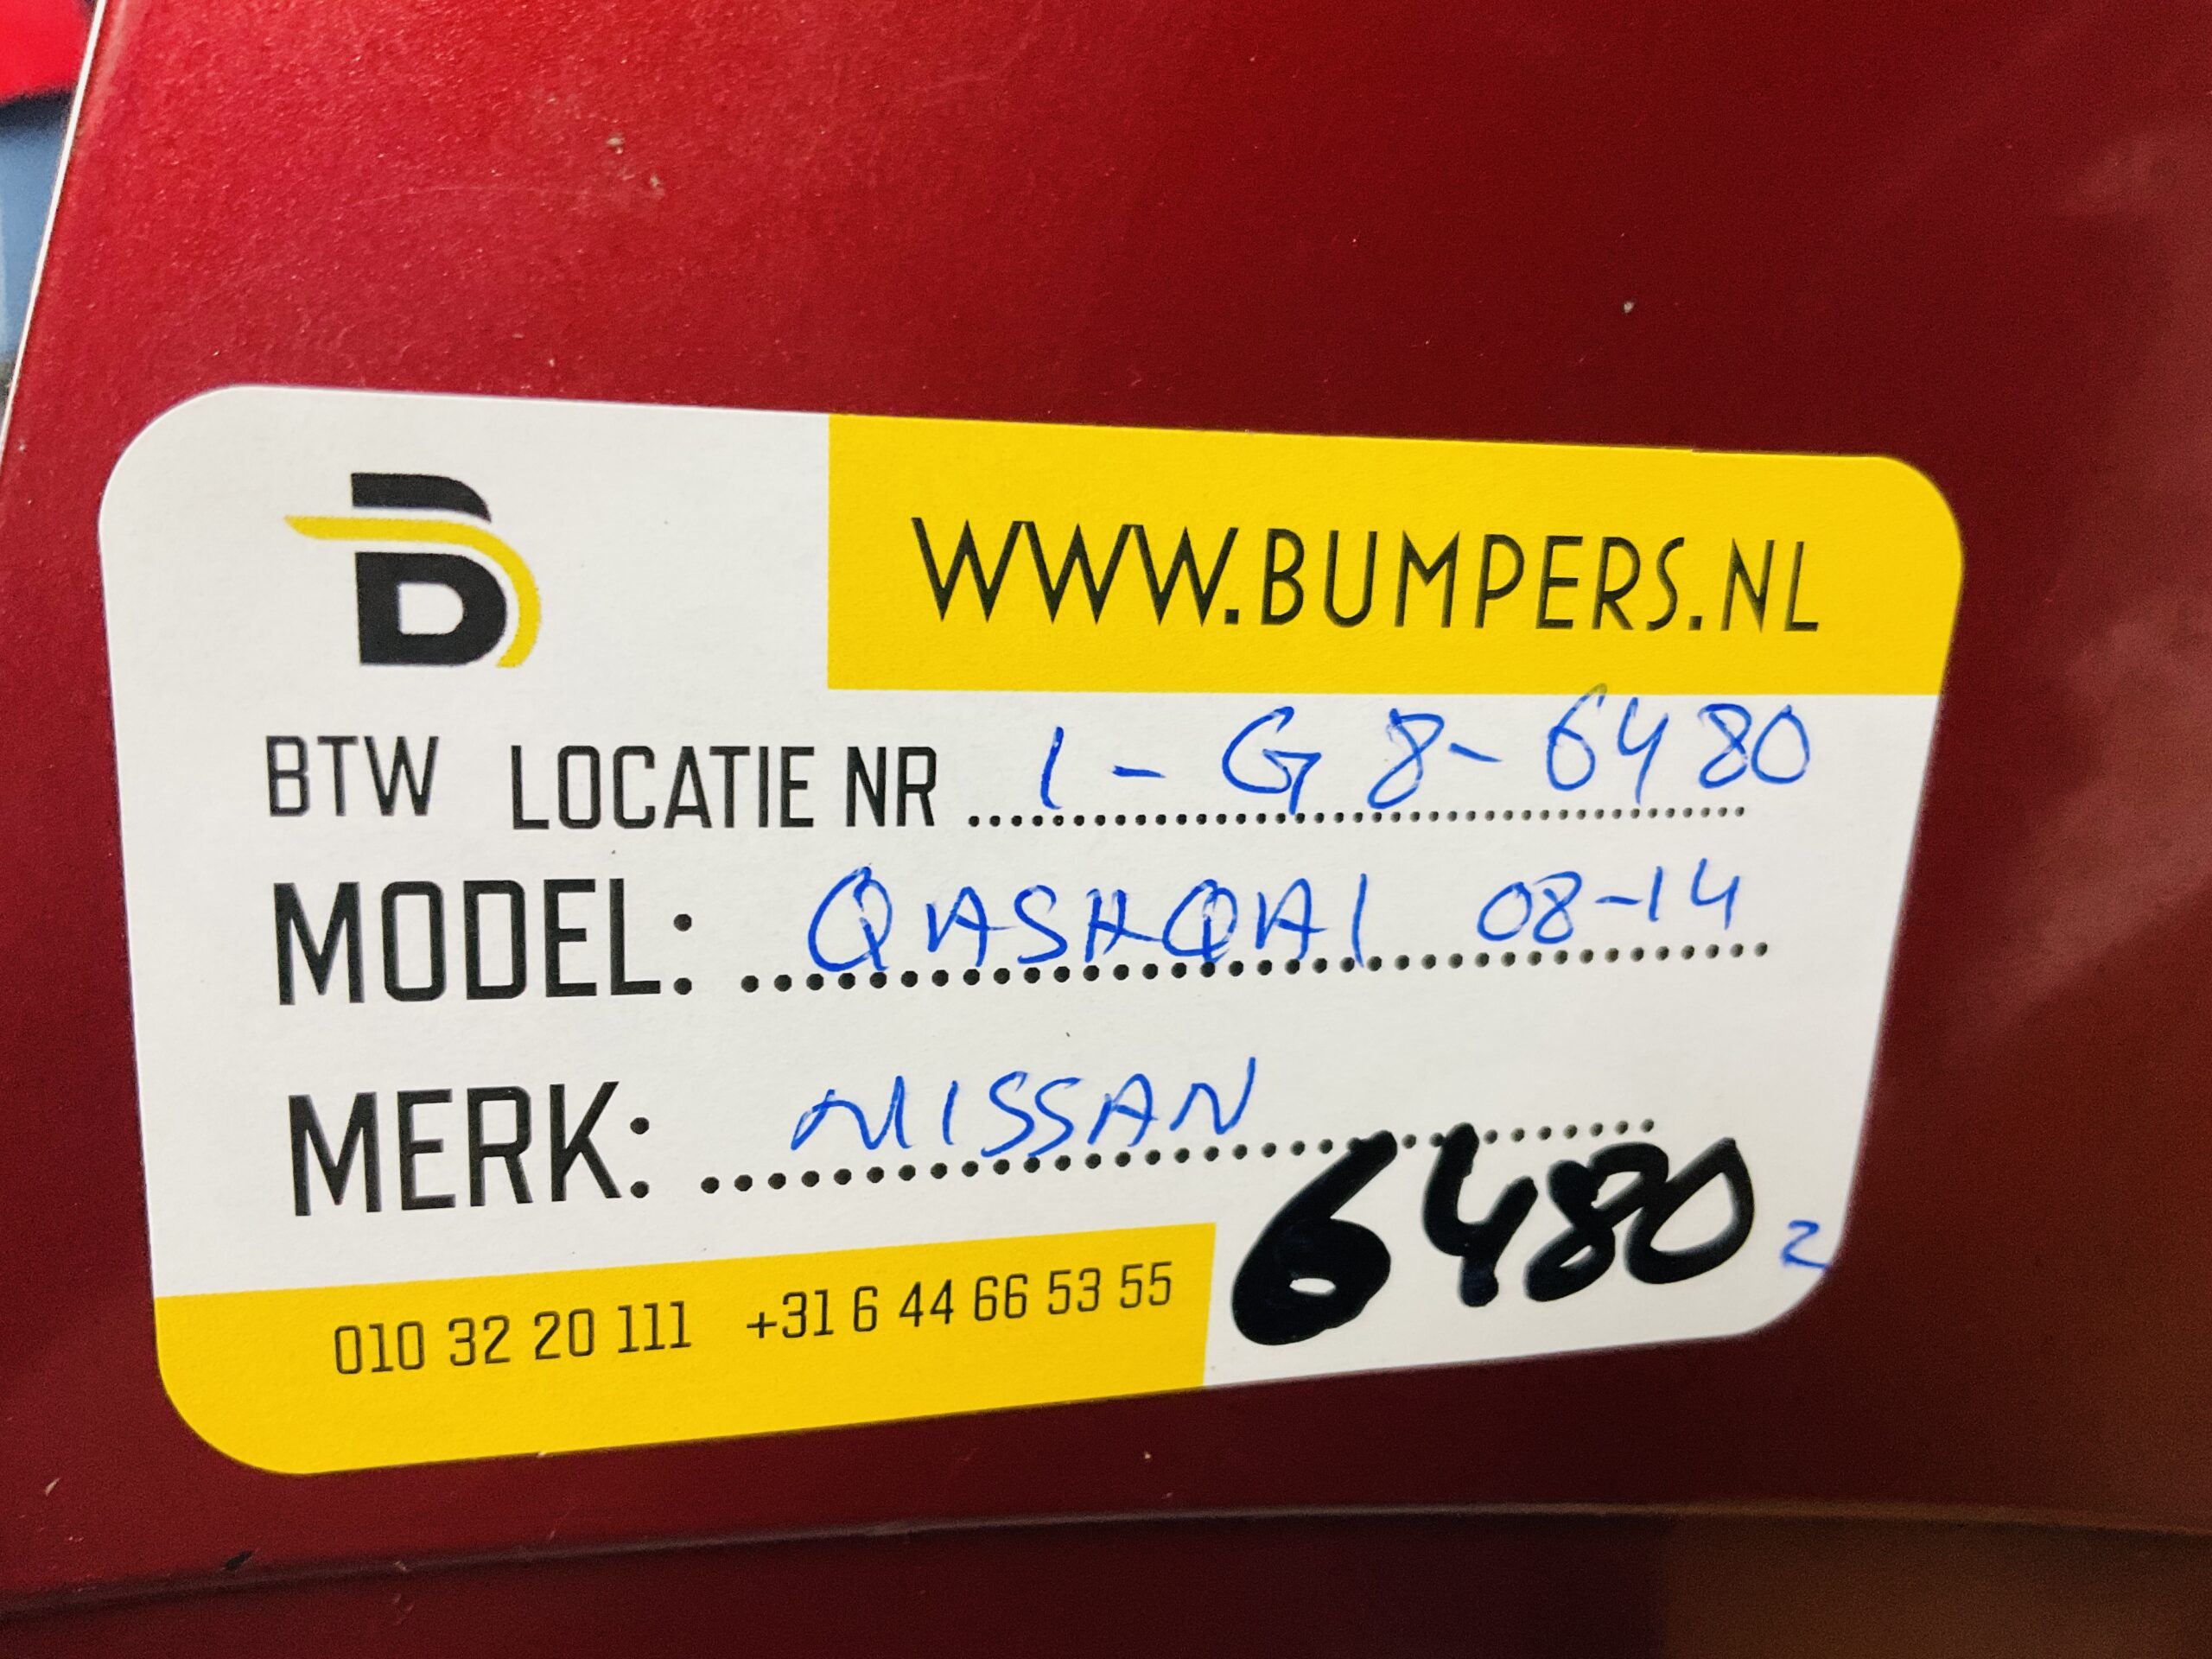 B
WWW.BUMPERS.NL
BTW LOCATIE NR 1-G8-6480
MODEL: QASHQAI 08-14
MERK: NISSAN
6480 2
010 32 20 111 +31 6 44 66 53 55